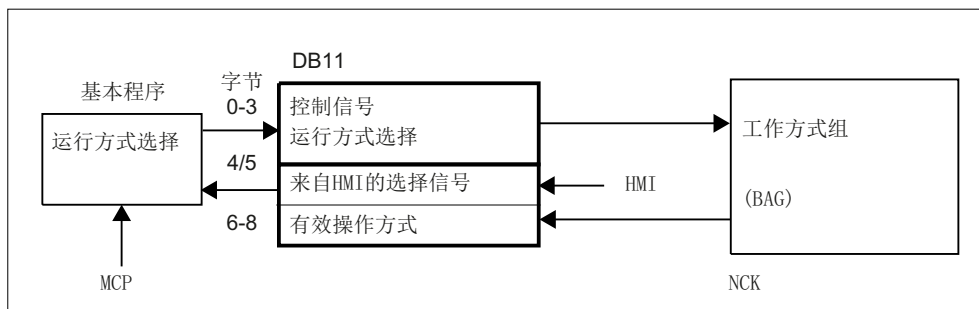 DB11
字节
基本程序
0-3
控制信号
运行方式选择
运行方式选择
工作方式组
4/5
来自HMI的选择信号
HMI
(BAG)
6-8
有效操作方式
MCP
NCK